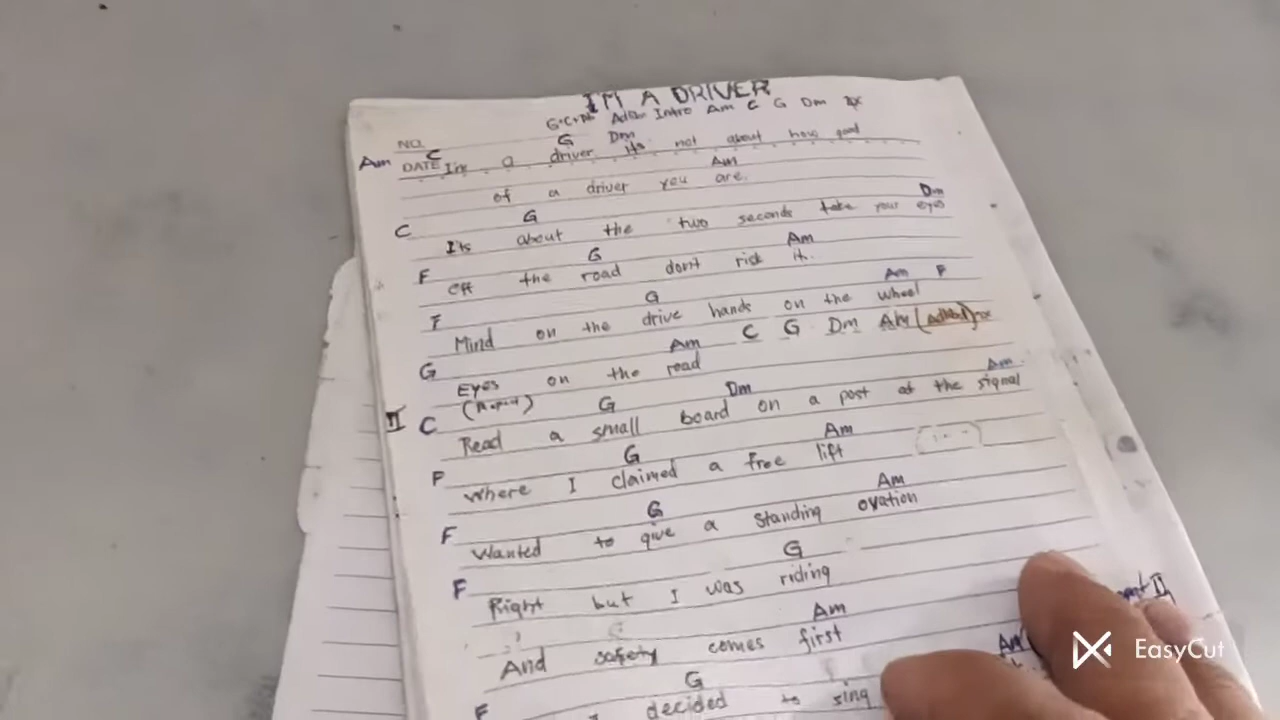 I'M A DRIVER
Intro Am C G Dm
NO.
G Dm
Am C
DATE I'm a driver its not about how good
Am
of a driver you are.
C G Dm
Its about the two seconds take your eyes
F G Am
off the road dont risk it.
F G Am F
Mind on the drive hands on the wheel
G Am C G Dm AM
Eyes on the road
II C G Dm Am
Read a small board on a post at the signal
F G Am
Where I claimed a free lift
F G Am
Wanted to give a standing ovation
F G
Right but I was riding
Am
And safety comes first
F G Am
I decided to sing
EasyCut